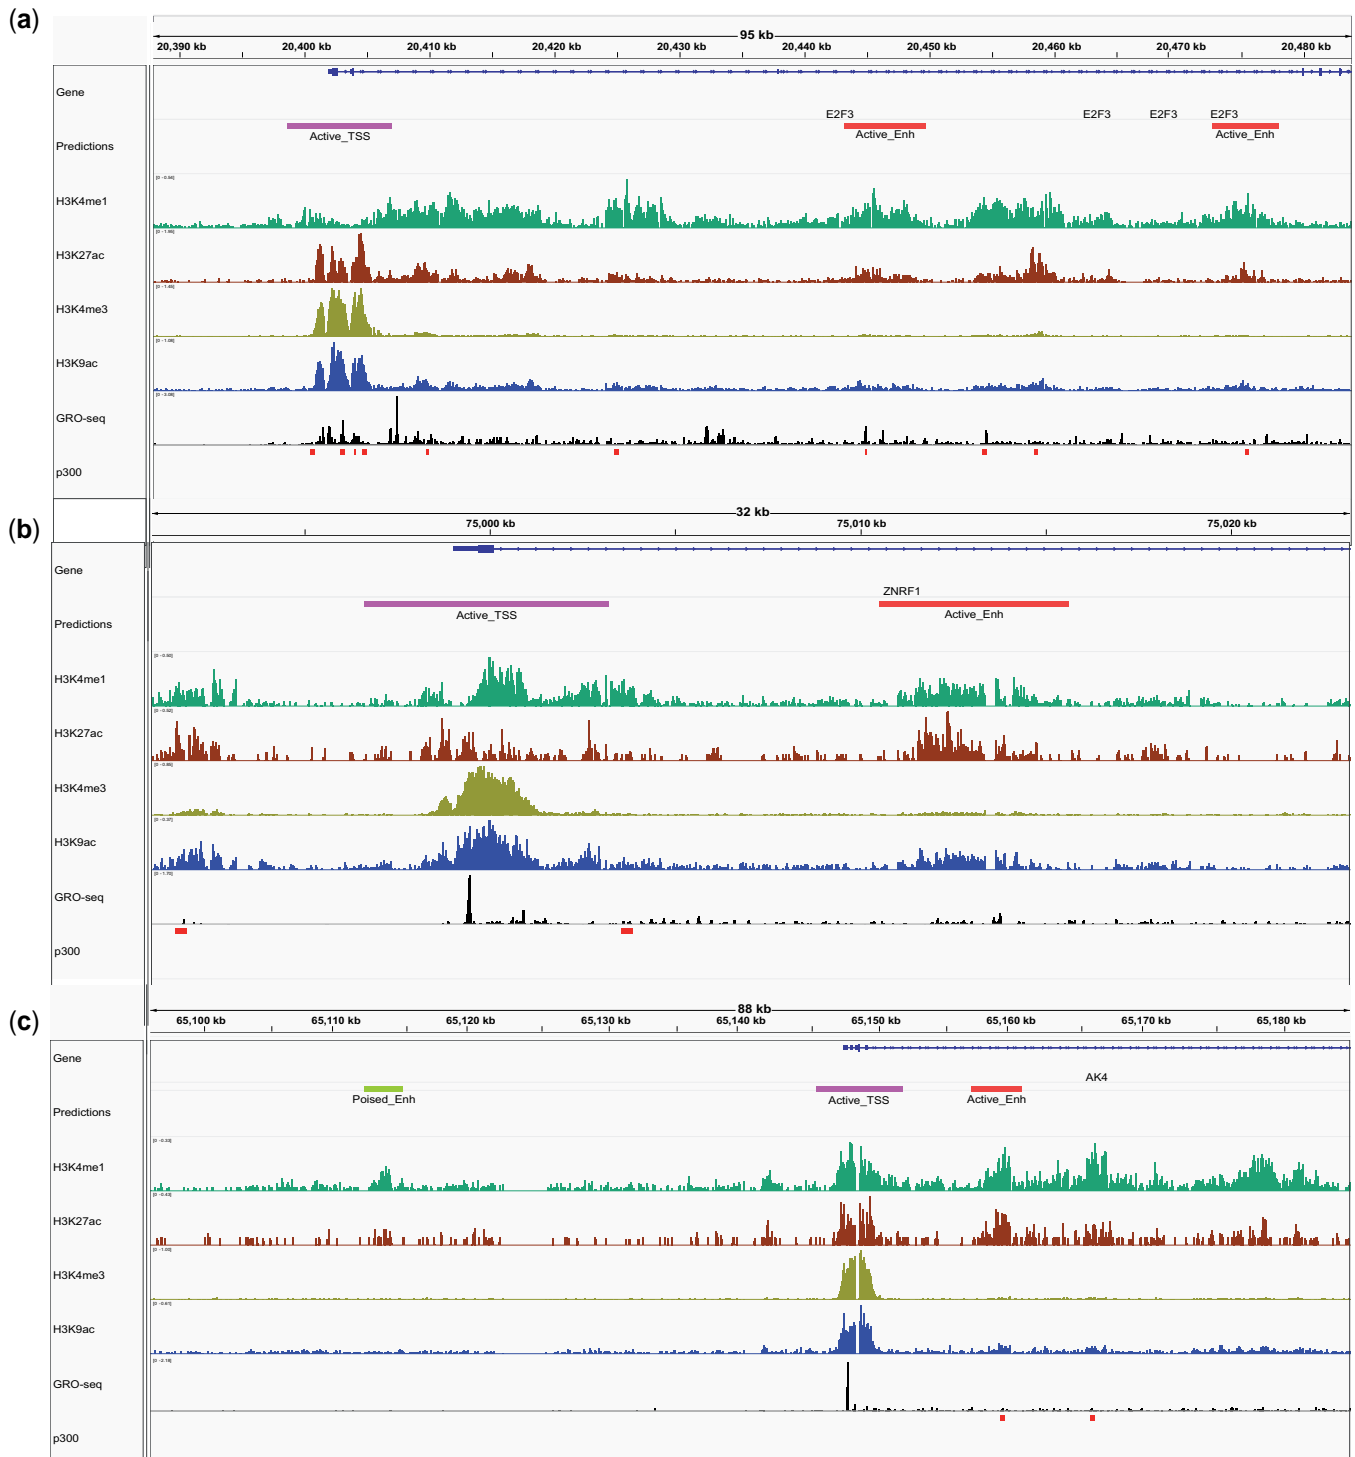 (a)
95 kb
20,390 kb 20,400 kb 20,410 kb 20,420 kb 20,430 kb 20,440 kb 20,450 kb 20,460 kb 20,470 kb 20,480 kb
Gene
E2F3 E2F3 E2F3 E2F3
Active_TSS Active_Enh Active_Enh
Predictions
[0 - 0.54]
H3K4me1
H3K27ac
H3K4me3
H3K9ac
GRO-seq
p300
(b)
32 kb
75,000 kb 75,010 kb 75,020 kb
Gene
ZNRF1
Active_TSS Active_Enh
Predictions
H3K4me1
H3K27ac
H3K4me3
H3K9ac
GRO-seq
p300
(c)
88 kb
65,100 kb 65,110 kb 65,120 kb 65,130 kb 65,140 kb 65,150 kb 65,160 kb 65,170 kb 65,180 kb
Gene
AK4
Poised_Enh Active_TSS Active_Enh
Predictions
H3K4me1
H3K27ac
H3K4me3
H3K9ac
GRO-seq
p300